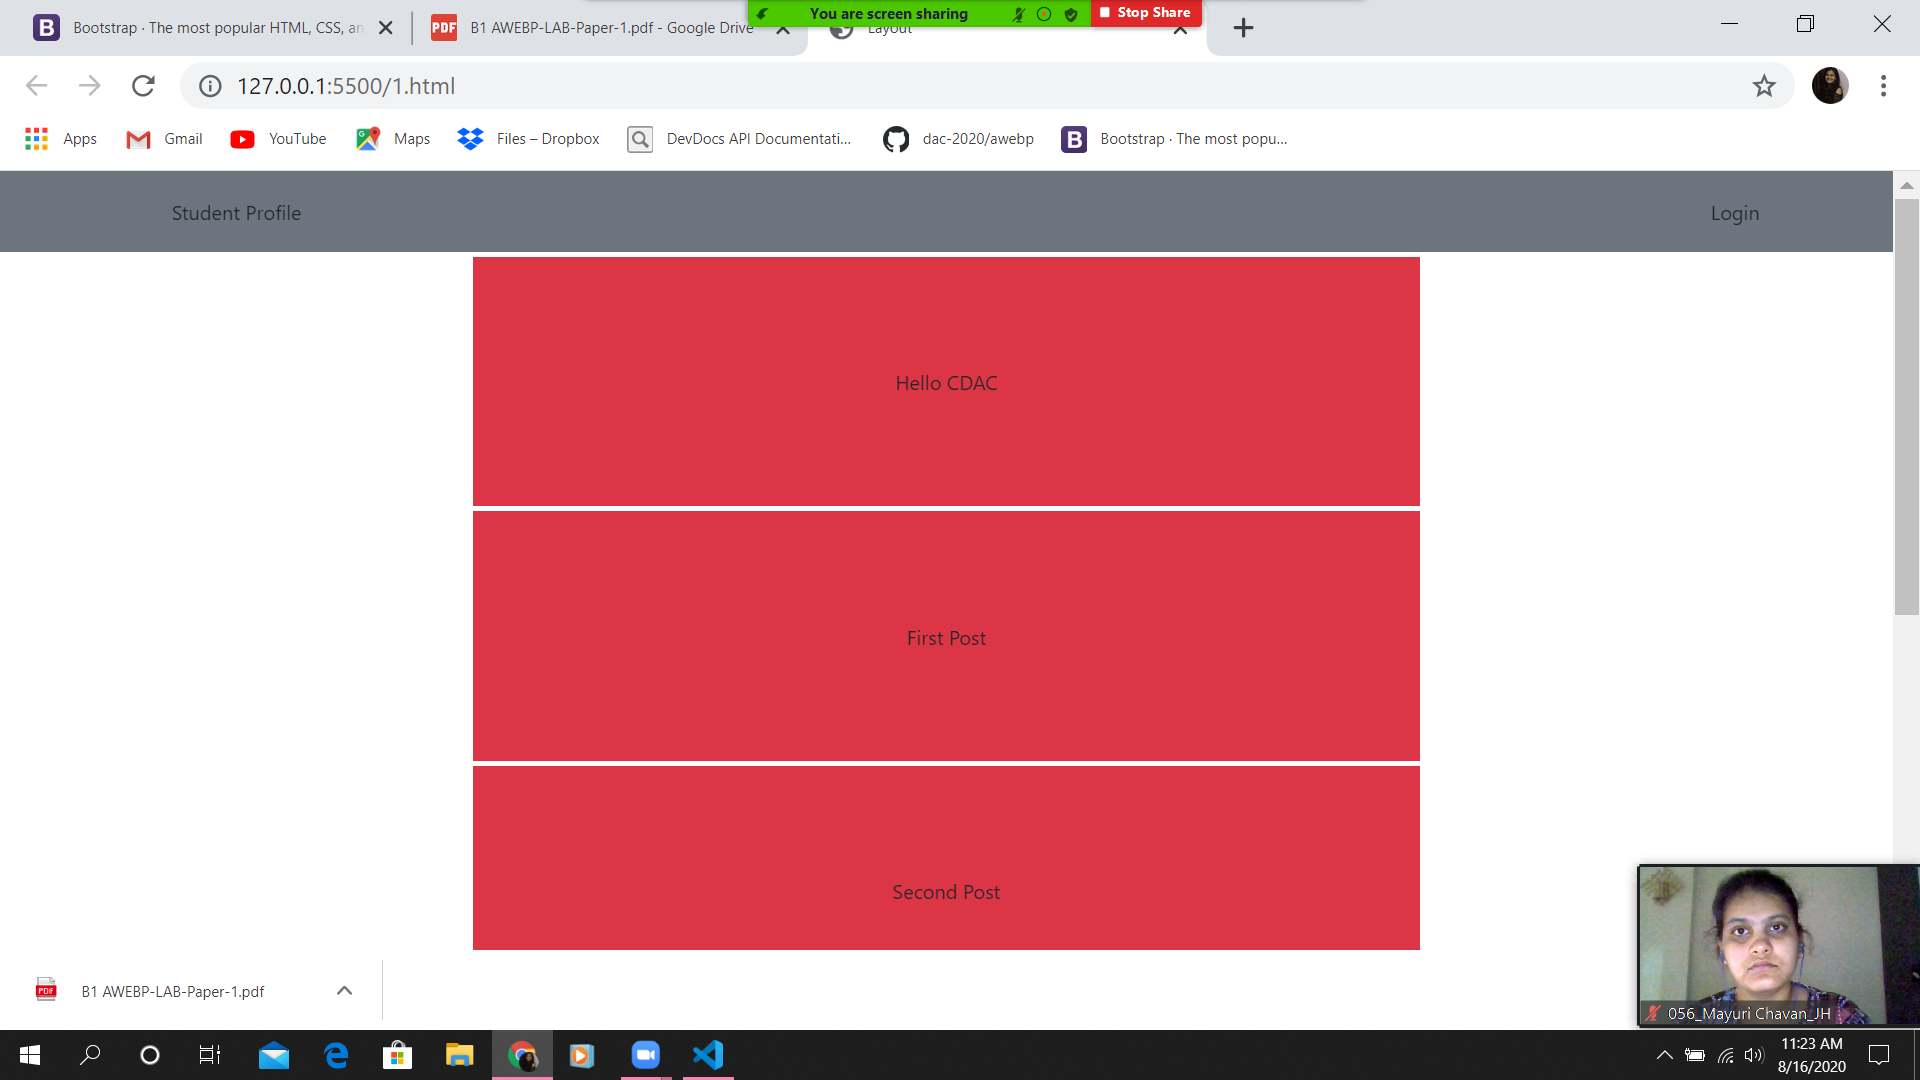 You are screen sharing
Stop Share
Bootstrap · The most popular HTML, CSS, an
PDF
B1 AWEBP-LAB-Paper-1.pdf - Google Drive
Layout
127.0.0.1:5500/1.html
Apps
Gmail
YouTube
Maps
Files – Dropbox
DevDocs API Documentati...
dac-2020/awebp
Bootstrap · The most popu...
Student Profile
Login
Hello CDAC
First Post
Second Post
B1 AWEBP-LAB-Paper-1.pdf
056_Mayuri Chavan_JH
11:23 AM
8/16/2020